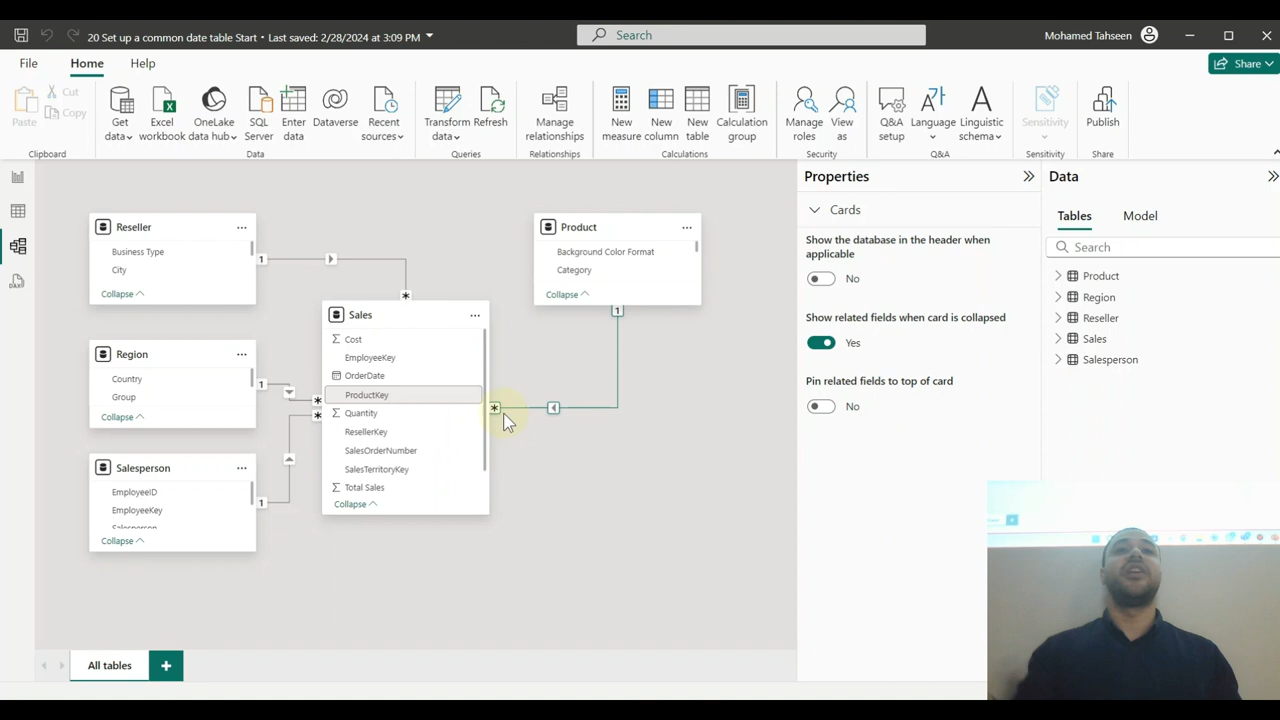 20 Set up a common date table Start • Last saved: 2/28/2024 at 3:09 PM
Search
Mohamed Tahseen
File
Home
Help
Share
Paste
Cut
Copy
Clipboard
Get data
Excel workbook
OneLake data hub
SQL Server
Enter data
Dataverse
Recent sources
Data
Transform data
Refresh
Queries
Manage relationships
Relationships
New measure
New column
New table
Calculation group
Calculations
Manage roles
View as
Security
Q&A setup
Language
Linguistic schema
Q&A
Sensitivity
Sensitivity
Publish
Share
Reseller
Business Type
City
Collapse
1
*
Region
Country
Group
Collapse
1
*
Salesperson
EmployeeID
EmployeeKey
Salesperson
Collapse
1
*
Sales
Σ Cost
EmployeeKey
OrderDate
ProductKey
Σ Quantity
ResellerKey
SalesOrderNumber
SalesTerritoryKey
Σ Total Sales
Collapse
*
Product
Background Color Format
Category
Collapse
1
Properties
Cards
Show the database in the header when
applicable
No
Show related fields when card is collapsed
Yes
Pin related fields to top of card
No
Data
Tables
Model
Search
Product
Region
Reseller
Sales
Salesperson
All tables
+